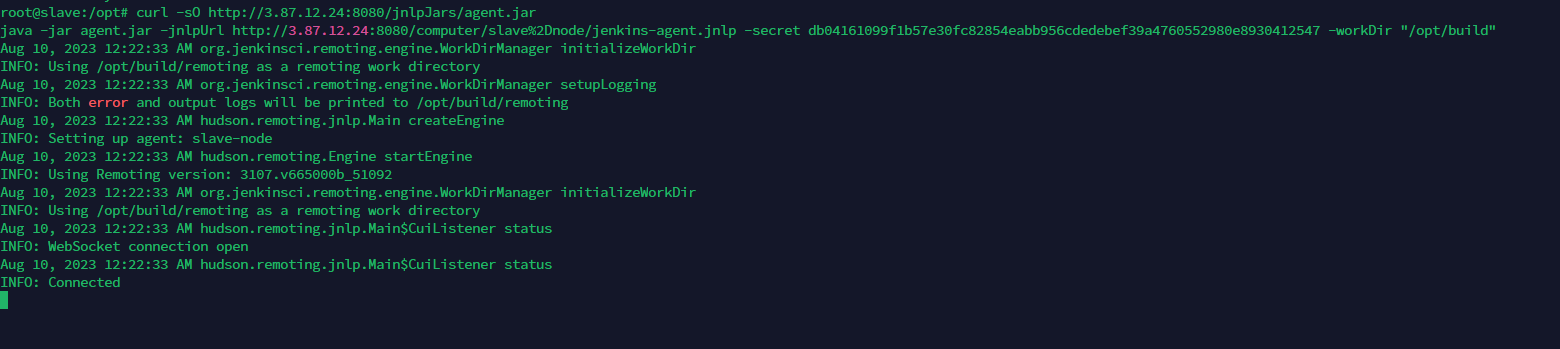 root@slave:/opt# curl -sO http://3.87.12.24:8080/jnlpJars/agent.jar
java -jar agent.jar -jnlpUrl http://3.87.12.24:8080/computer/slave%2Dnode/jenkins-agent.jnlp -secret db04161099f1b57e30fc82854eabb956cdedebef39a4760552980e8930412547 -workDir "/opt/build"
Aug 10, 2023 12:22:33 AM org.jenkinsci.remoting.engine.WorkDirManager initializeWorkDir
INFO: Using /opt/build/remoting as a remoting work directory
Aug 10, 2023 12:22:33 AM org.jenkinsci.remoting.engine.WorkDirManager setupLogging
INFO: Both error and output logs will be printed to /opt/build/remoting
Aug 10, 2023 12:22:33 AM hudson.remoting.jnlp.Main createEngine
INFO: Setting up agent: slave-node
Aug 10, 2023 12:22:33 AM hudson.remoting.Engine startEngine
INFO: Using Remoting version: 3107.v665000b_51092
Aug 10, 2023 12:22:33 AM org.jenkinsci.remoting.engine.WorkDirManager initializeWorkDir
INFO: Using /opt/build/remoting as a remoting work directory
Aug 10, 2023 12:22:33 AM hudson.remoting.jnlp.Main$CuiListener status
INFO: WebSocket connection open
Aug 10, 2023 12:22:33 AM hudson.remoting.jnlp.Main$CuiListener status
INFO: Connected